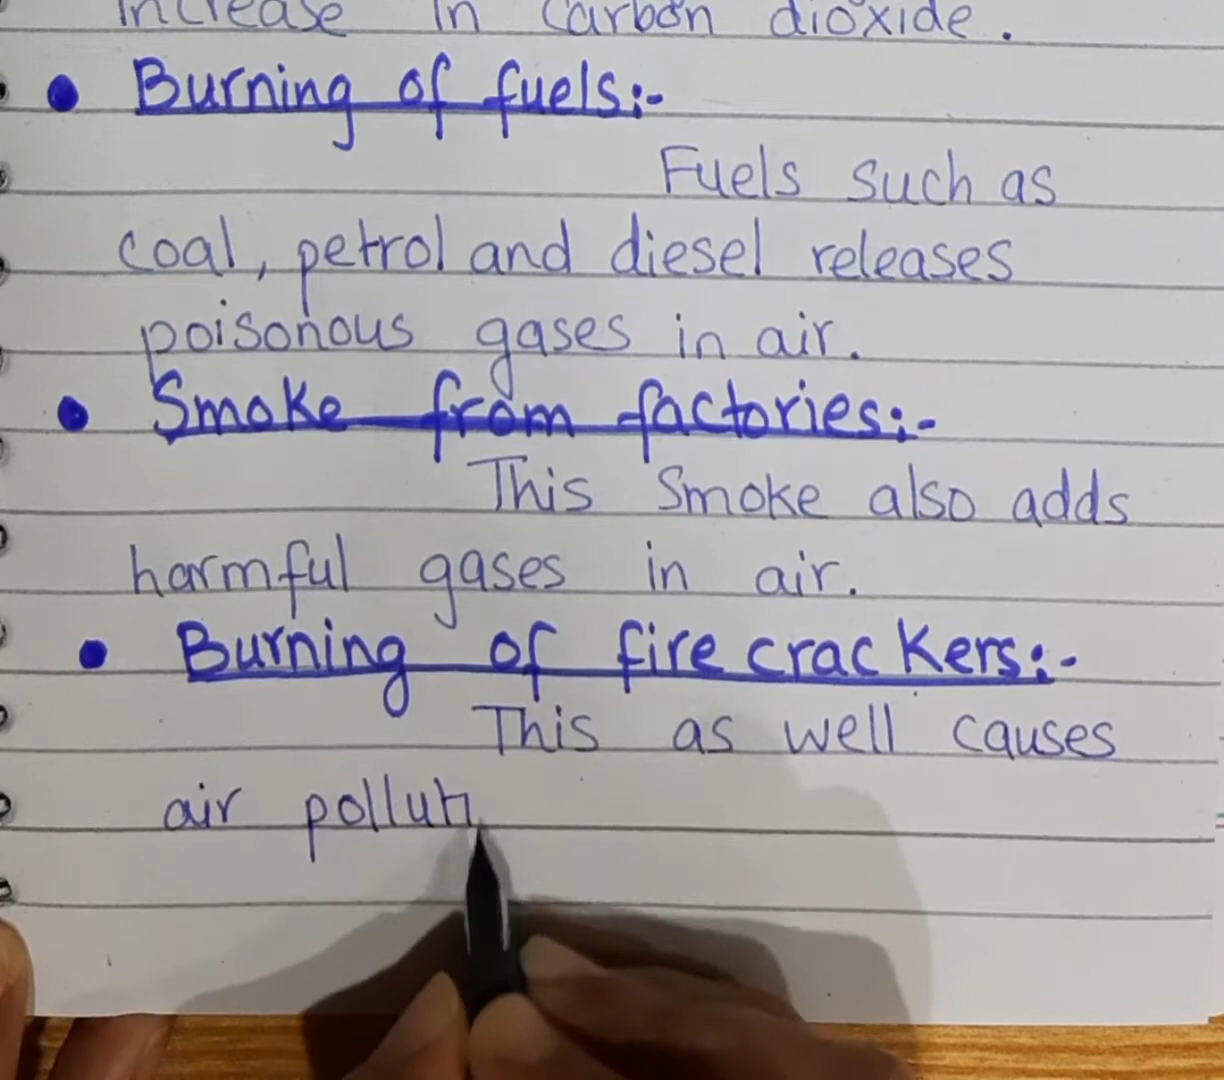 increase in carbon dioxide.
• Burning of fuels:-
Fuels such as
coal, petrol and diesel releases
poisonous gases in air.
• Smoke from factories:-
This Smoke also adds
harmful gases in air.
• Burning of fire crackers:-
This as well causes
air polluti